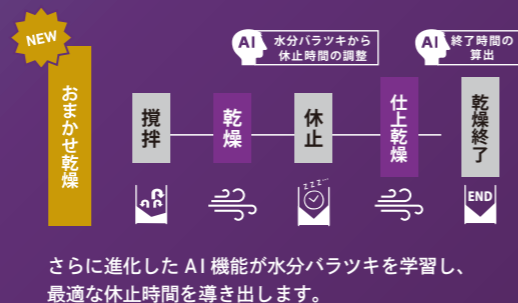 NEW
おまかせ乾燥
AI 水分バラツキから
休止時間の調整
AI 終了時間の
算出
撹拌
乾燥
休止
仕上乾燥
乾燥終了
zzz…
END
さらに進化した AI 機能が水分バラツキを学習し、
最適な休止時間を導き出します。